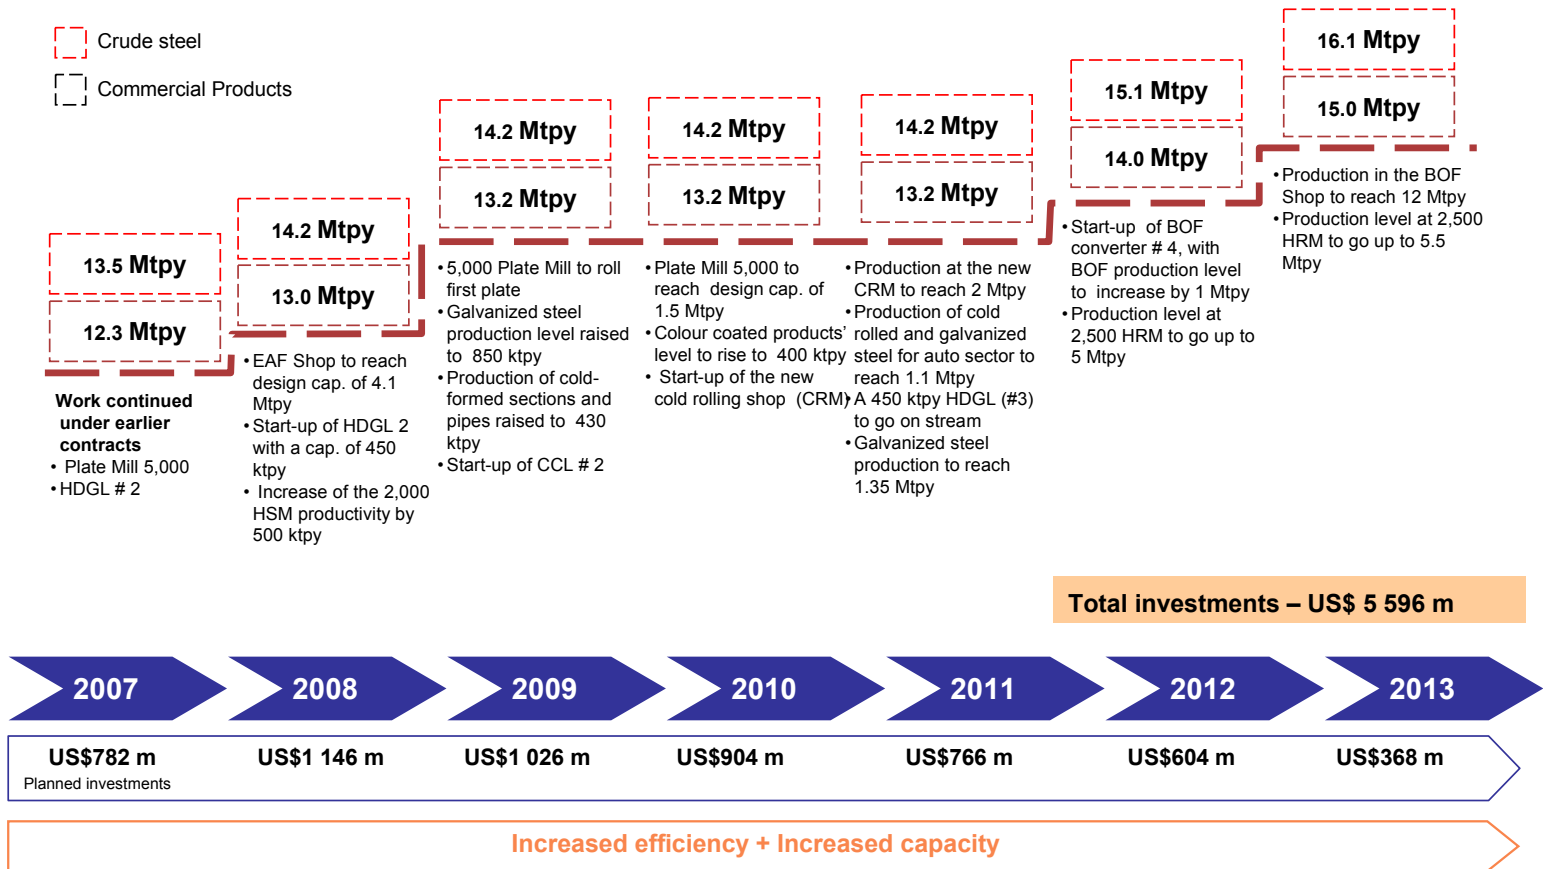 Crude steel
Commercial Products
13.5 Mtpy
12.3 Mtpy
Work continued
under earlier
contracts
• Plate Mill 5,000
•HDGL # 2
14.2 Mtpy
13.0 Mtpy
•EAF Shop to reach
design cap. of 4.1
Mtpy
•Start-up of HDGL 2
with a cap. of 450
ktpy
• Increase of the 2,000
HSM productivity by
500 ktpy
14.2 Mtpy
13.2 Mtpy
•5,000 Plate Mill to roll
first plate
•Galvanized steel
production level raised
to 850 ktpy
•Production of cold-
formed sections and
pipes raised to 430
ktpy
•Start-up of CCL # 2
14.2 Mtpy
13.2 Mtpy
•Plate Mill 5,000 to
reach design cap. of
1.5 Mtpy
•Colour coated products'
level to rise to 400 ktpy
• Start-up of the new
cold rolling shop (CRM)
14.2 Mtpy
13.2 Mtpy
•Production at the new
CRM to reach 2 Mtpy
•Production of cold
rolled and galvanized
steel for auto sector to
reach 1.1 Mtpy
•A 450 ktpy HDGL (#3)
to go on stream
•Galvanized steel
production to reach
1.35 Mtpy
15.1 Mtpy
14.0 Mtpy
•Start-up of BOF
converter # 4, with
BOF production level
to increase by 1 Mtpy
•Production level at
2,500 HRM to go up to
5 Mtpy
16.1 Mtpy
15.0 Mtpy
•Production in the BOF
Shop to reach 12 Mtpy
•Production level at 2,500
HRM to go up to 5.5
Mtpy
Total investments – US$ 5 596 m
2007 2008 2009 2010 2011 2012 2013
US$782 m US$1 146 m US$1 026 m US$904 m US$766 m US$604 m US$368 m
Planned investments
Increased efficiency + Increased capacity